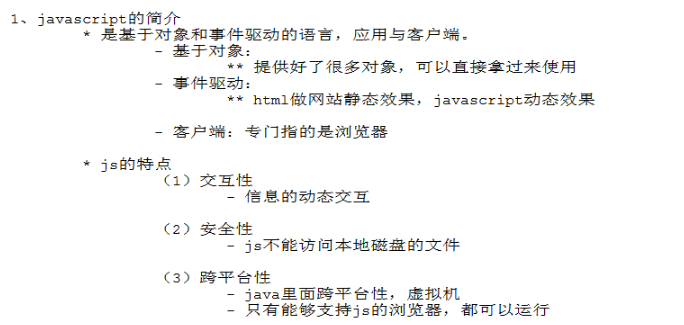 1、javascript的简介
* 是基于对象和事件驱动的语言，应用与客户端。
- 基于对象：
** 提供好了很多对象，可以直接拿过来使用
- 事件驱动：
** html做网站静态效果，javascript动态效果
- 客户端：专门指的是浏览器
* js的特点
（1）交互性
- 信息的动态交互
（2）安全性
- js不能访问本地磁盘的文件
（3）跨平台性
- java里面跨平台性，虚拟机
- 只有能够支持js的浏览器，都可以运行